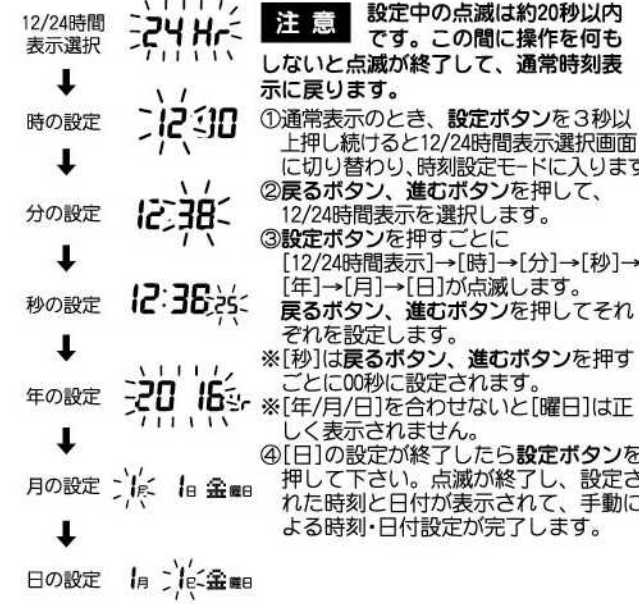 12/24時間
表示選択
24 Hr
時の設定
12:10
分の設定
12:38
秒の設定
12:36 25
年の設定
20 16
月の設定
1月 1日 金曜日
日の設定
1月 1日 金曜日
注 意
設定中の点滅は約20秒以内
です。この間に操作を何も
しないと点滅が終了して、通常時刻表
示に戻ります。
①通常表示のとき、設定ボタンを3秒以
上押し続けると12/24時間表示選択画面
に切り替わり、時刻設定モードに入ります
②戻るボタン、進むボタンを押して、
12/24時間表示を選択します。
③設定ボタンを押すごとに
[12/24時間表示]→[時]→[分]→[秒]→
[年]→[月]→[日]が点滅します。
戻るボタン、進むボタンを押してそれ
ぞれを設定します。
※[秒]は戻るボタン、進むボタンを押す
ごとに00秒に設定されます。
※[年/月/日]を合わせないと[曜日]は正
しく表示されません。
④[日]の設定が終了したら設定ボタンを
押して下さい。点滅が終了し、設定さ
れた時刻と日付が表示されて、手動に
よる時刻・日付設定が完了します。